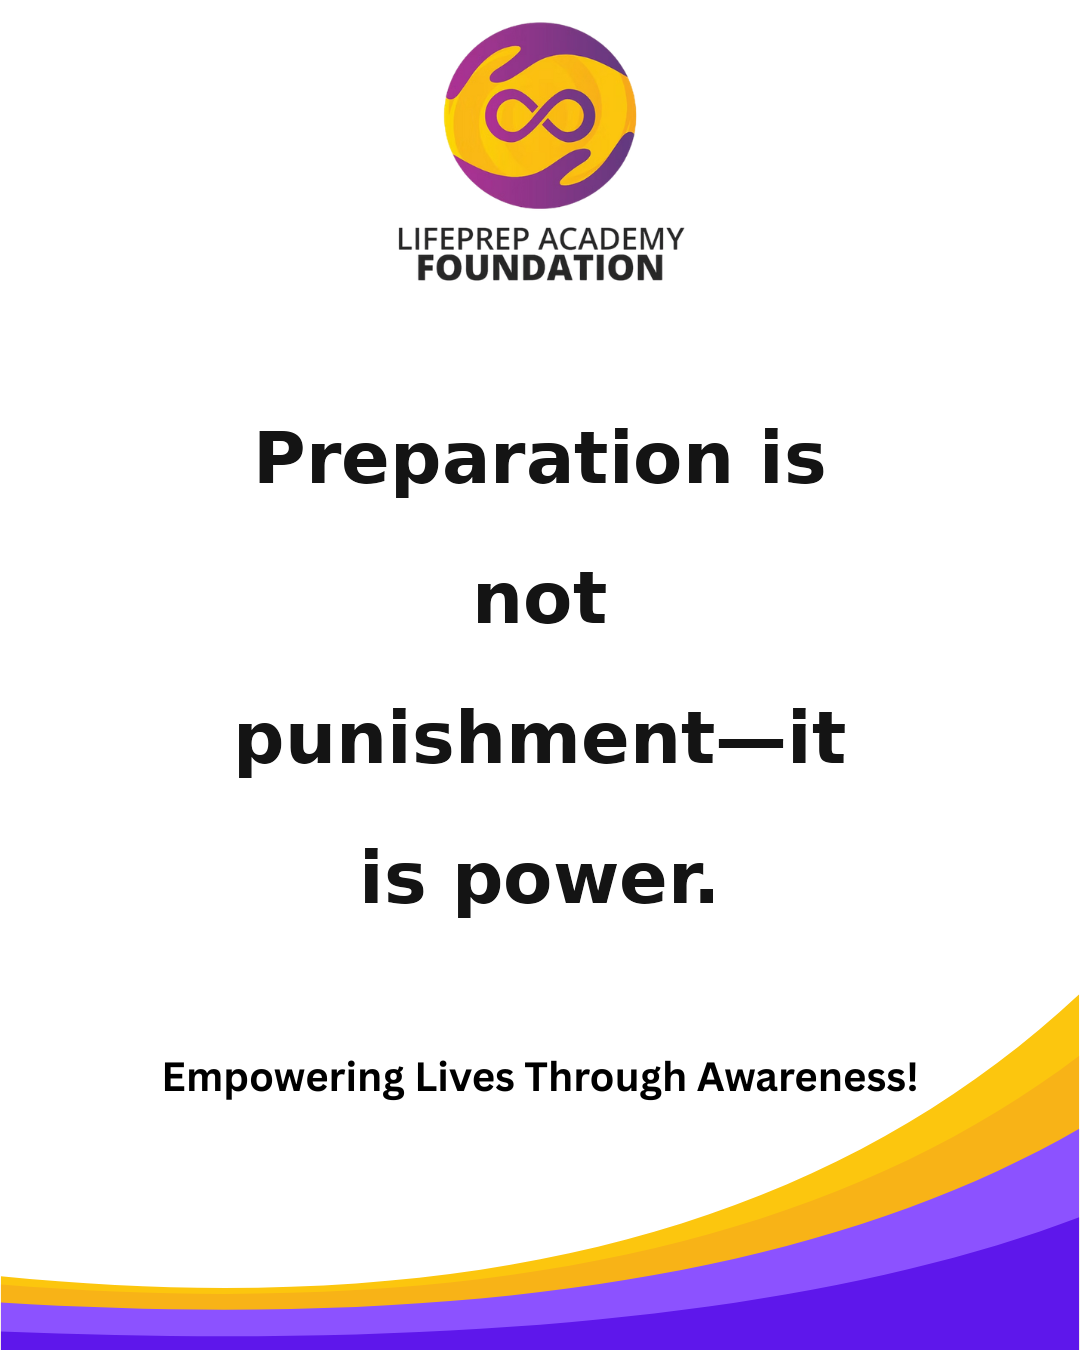 LIFEPREP ACADEMY
FOUNDATION
Preparation is
not
punishment—it
is power.
Empowering Lives Through Awareness!